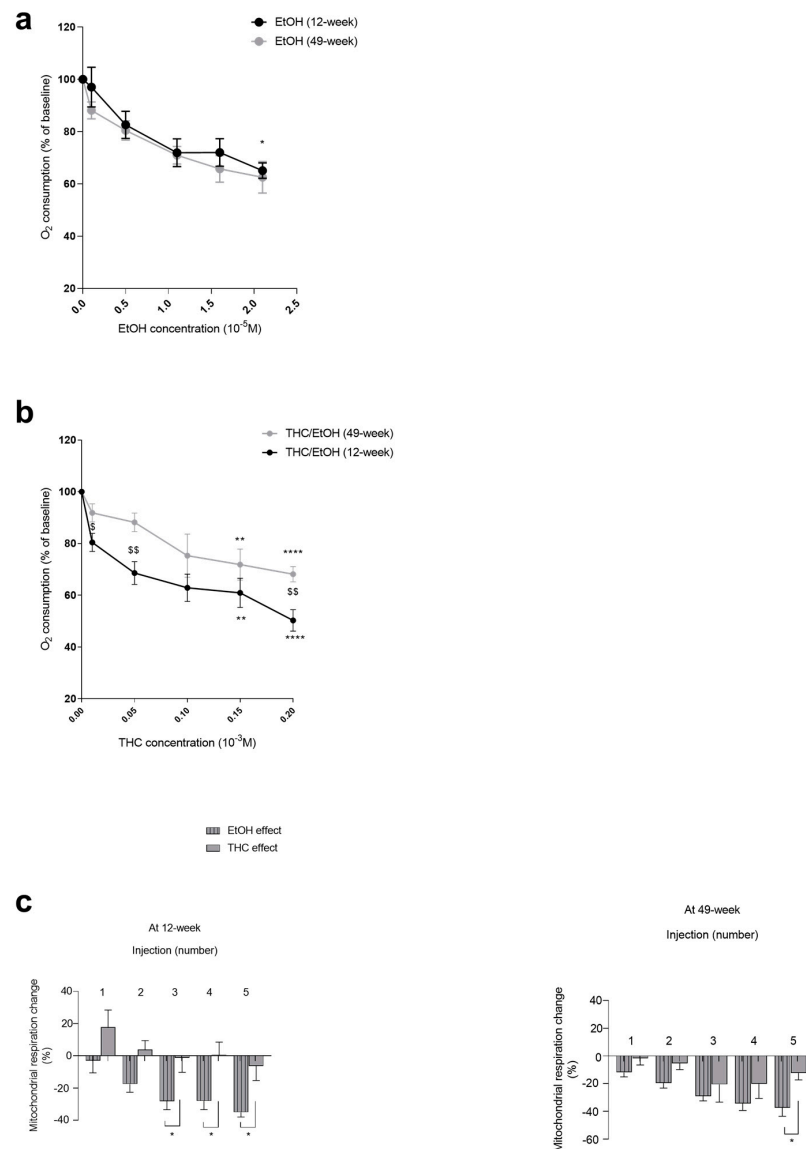 a
EtOH (12-week)
EtOH (49-week)
120
100
80
60
40
20
*
O2 consumption (% of baseline)
0.0
0.5
1.0
1.5
2.0
2.5
EtOH concentration (10-5M)
b
THC/EtOH (49-week)
THC/EtOH (12-week)
120
100
80
60
40
20
O2 consumption (% of baseline)
$
$$
**
****
$$
**
****
0.00
0.05
0.10
0.15
0.20
THC concentration (10-3M)
EtOH effect
THC effect
c
At 12-week
Injection (number)
Mitochondrial respiration change
(%)
40
20
0
-20
-40
1 2 3 4 5
* * *
At 49-week
Injection (number)
Mitochondrial respiration change
(%)
40
20
0
-20
-40
-60
1 2 3 4 5
*